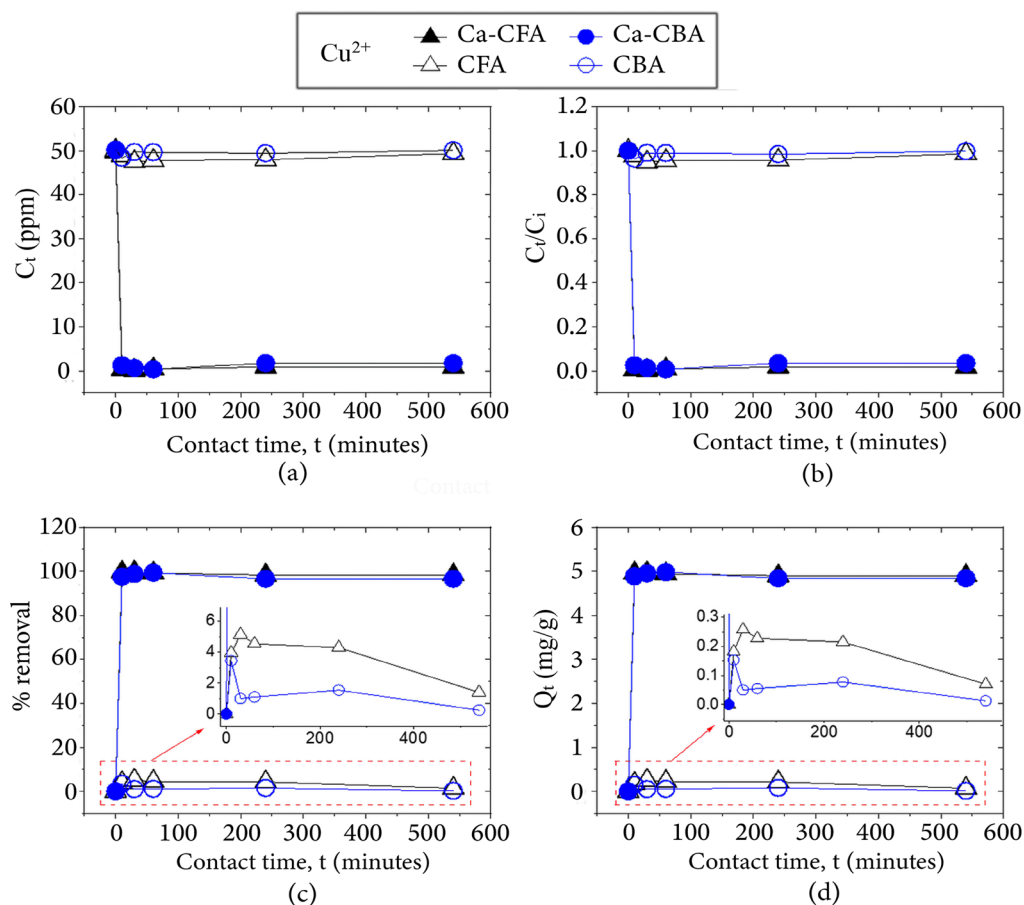 Cu²⁺
Ca-CFA
Ca-CBA
CFA
CBA
60
50
40
30
20
10
0
Cₜ (ppm)
0 100 200 300 400 500 600
Contact time, t (minutes)
(a)
1.2
1.0
0.8
0.6
0.4
0.2
0.0
Cₜ/Cᵢ
0 100 200 300 400 500 600
Contact time, t (minutes)
(b)
Contact
120
100
80
60
40
20
0
% removal
6
4
2
0
0 200 400
0 100 200 300 400 500 600
Contact time, t (minutes)
(c)
6
5
4
3
2
1
0
Qₜ (mg/g)
0.3
0.2
0.1
0.0
0 200 400
0 100 200 300 400 500 600
Contact time, t (minutes)
(d)